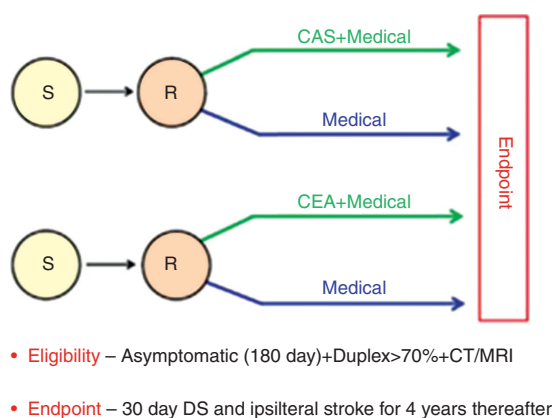 CAS+Medical
S
R
Medical
Endpoint
CEA+Medical
S
R
Medical
• Eligibility – Asymptomatic (180 day)+Duplex>70%+CT/MRI
• Endpoint – 30 day DS and ipsilteral stroke for 4 years thereafter